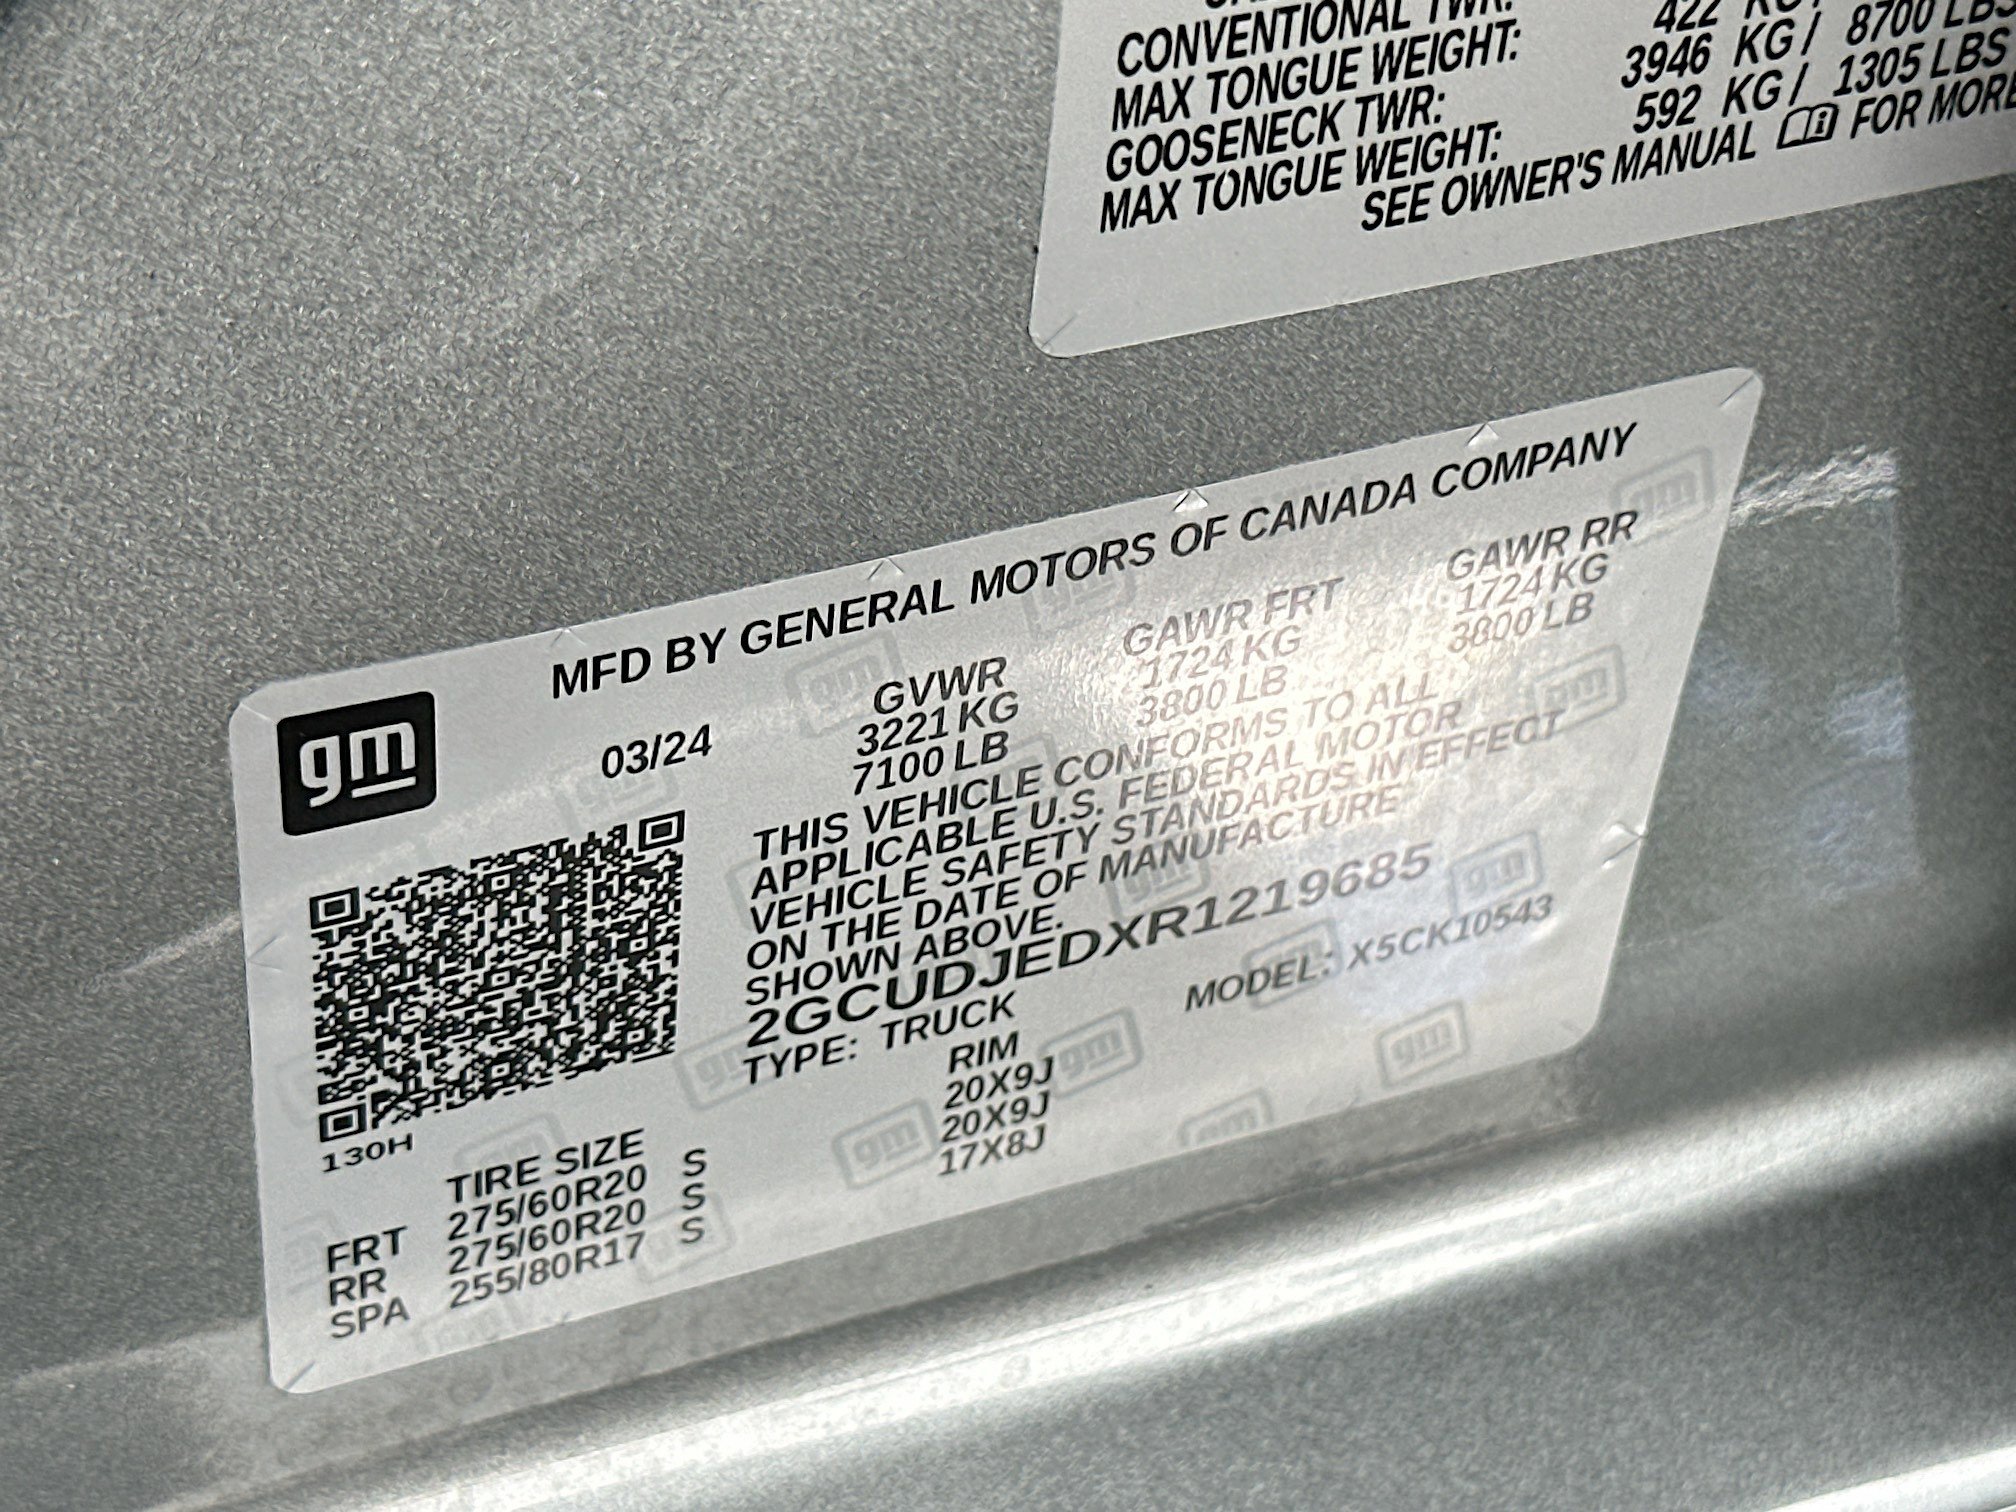 CONVENTIONAL TWR:
MAX TONGUE WEIGHT: 422
GOOSENECK TWR: 3946 KG/ 8700 LBS
MAX TONGUE WEIGHT: 592 KG/ 1305 LBS
SEE OWNER'S MANUAL FOR MORE
gm
MFD BY GENERAL MOTORS OF CANADA COMPANY
03/24
GVWR GAWR FRT GAWR RR
3221 KG 1724 KG 1724 KG
7100 LB 3800 LB 3800 LB
THIS VEHICLE CONFORMS TO ALL
APPLICABLE U.S. FEDERAL MOTOR
VEHICLE SAFETY STANDARDS IN EFFECT
ON THE DATE OF MANUFACTURE
SHOWN ABOVE.
2GCUDJEDXR1219685
TYPE: TRUCK MODEL: X5CK10543
130H
TIRE SIZE RIM
FRT 275/60R20 S 20X9J
RR 275/60R20 S 20X9J
SPA 255/80R17 S 17X8J